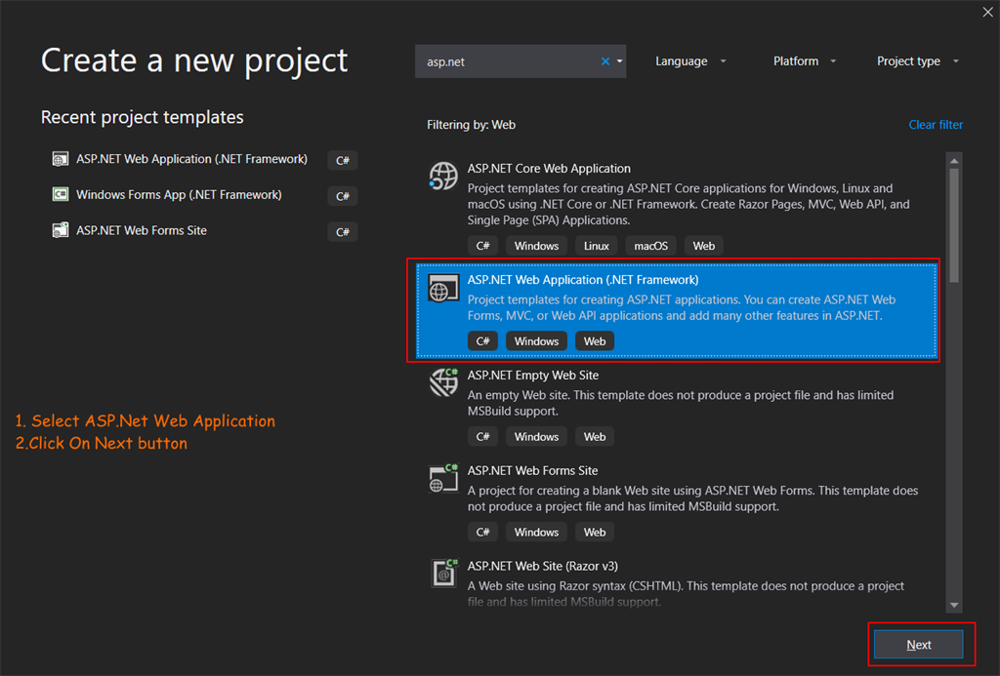 Create a new project
asp.net
Language
Platform
Project type
Recent project templates
ASP.NET Web Application (.NET Framework)
C#
Windows Forms App (.NET Framework)
C#
ASP.NET Web Forms Site
C#
1. Select ASP.Net Web Application
2.Click On Next button
Filtering by: Web
Clear filter
ASP.NET Core Web Application
Project templates for creating ASP.NET Core applications for Windows, Linux and
macOS using .NET Core or .NET Framework. Create Razor Pages, MVC, Web API, and
Single Page (SPA) Applications.
C# Windows Linux macOS Web
ASP.NET Web Application (.NET Framework)
Project templates for creating ASP.NET applications. You can create ASP.NET Web
Forms, MVC, or Web API applications and add many other features in ASP.NET.
C# Windows Web
C#
ASP.NET Empty Web Site
An empty Web site. This template does not produce a project file and has limited
MSBuild support.
C# Windows Web
C#
ASP.NET Web Forms Site
A project for creating a blank Web site using ASP.NET Web Forms. This template does
not produce a project file and has limited MSBuild support.
C# Windows Web
C#
@
ASP.NET Web Site (Razor v3)
A Web site using Razor syntax (CSHTML). This template does not produce a project
file and has limited MSBuild support.
Next